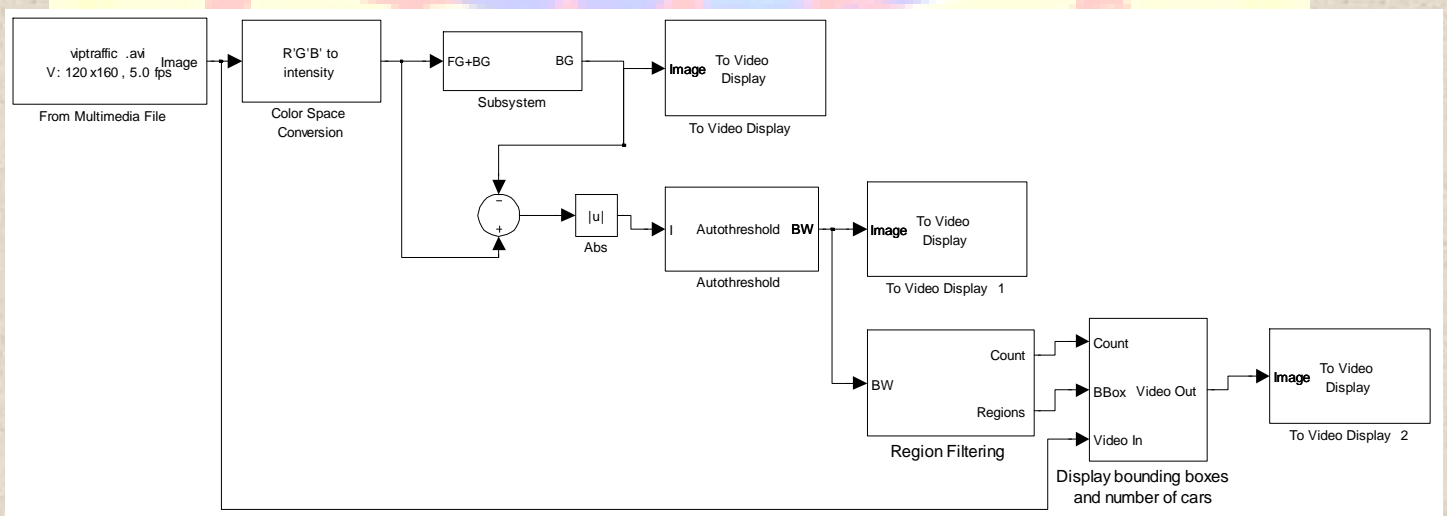 viptraffic .avi
V: 120 x160 , 5.0 fps
Image
From Multimedia File
R'G'B' to
intensity
Color Space
Conversion
FG+BG
BG
Subsystem
Image
To Video
Display
To Video Display
−
+
|u|
Abs
I
Autothreshold
BW
Autothreshold
Image
To Video
Display
To Video Display 1
BW
Count
Regions
Region Filtering
Count
BBox
Video In
Video Out
Display bounding boxes
and number of cars
Image
To Video
Display
To Video Display 2